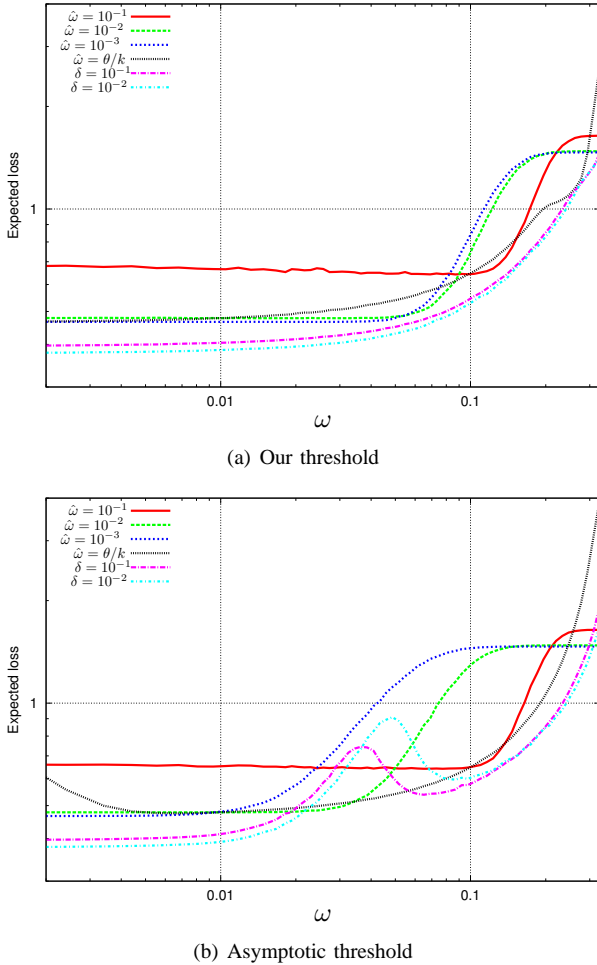 ω̂ = 10⁻¹
ω̂ = 10⁻²
ω̂ = 10⁻³
ω̂ = θ/k
δ = 10⁻¹
δ = 10⁻²
Expected loss
1
0.01
0.1
ω
(a) Our threshold
ω̂ = 10⁻¹
ω̂ = 10⁻²
ω̂ = 10⁻³
ω̂ = θ/k
δ = 10⁻¹
δ = 10⁻²
Expected loss
1
0.01
0.1
ω
(b) Asymptotic threshold